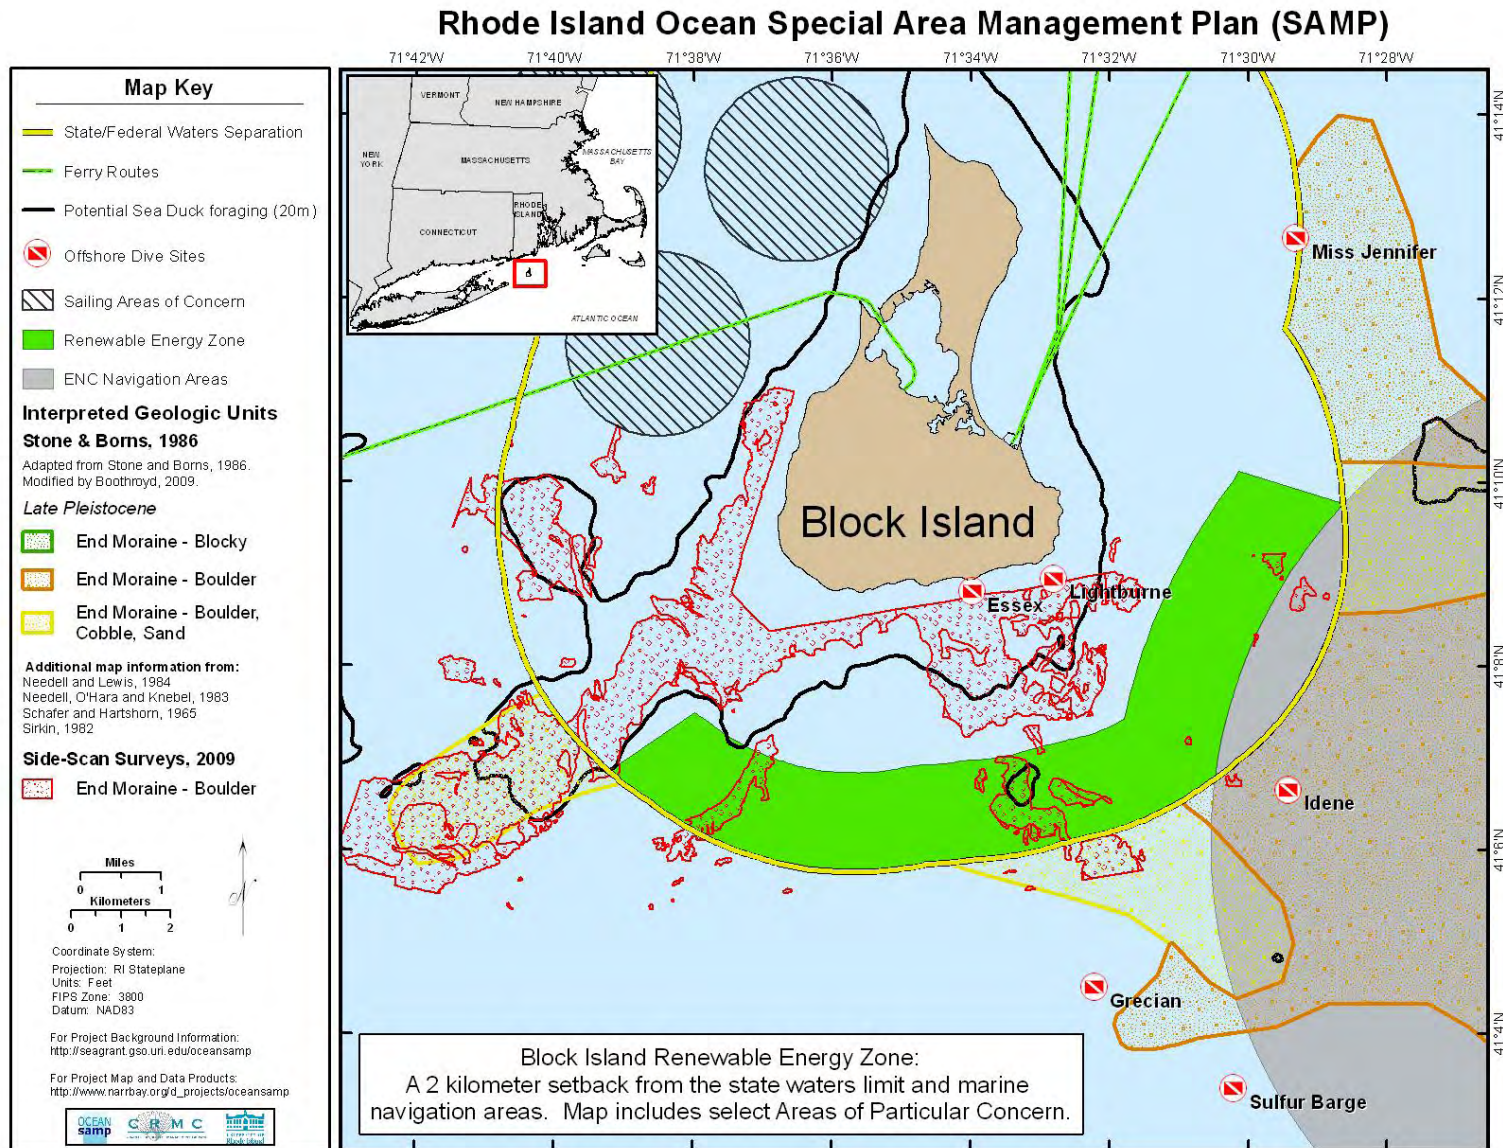 Rhode Island Ocean Special Area Management Plan (SAMP)
71°42'W 71°40'W 71°38'W 71°36'W 71°34'W 71°32'W 71°30'W 71°28'W
Map Key
State/Federal Waters Separation
Ferry Routes
Potential Sea Duck foraging (20m)
Offshore Dive Sites
Sailing Areas of Concern
Renewable Energy Zone
ENC Navigation Areas
Interpreted Geologic Units
Stone & Borns, 1986
Adapted from Stone and Borns, 1986.
Modified by Boothroyd, 2009.
Late Pleistocene
End Moraine - Blocky
End Moraine - Boulder
End Moraine - Boulder,
Cobble, Sand
Additional map information from:
Needell and Lewis, 1984
Needell, O'Hara and Knebel, 1983
Schafer and Hartshorn, 1965
Sirkin, 1982
Side-Scan Surveys, 2009
End Moraine - Boulder
Miles
0 1
Kilometers
0 1 2
Coordinate System:
Projection: RI Stateplane
Units: Feet
FIPS Zone: 3800
Datum: NAD83
For Project Background Information:
http://seagrant.gso.uri.edu/oceansamp
For Project Map and Data Products:
http://www.narrbay.org/d_projects/oceansamp
OCEAN
samp
CRMC
VERMONT
NEW HAMPSHIRE
NEW
YORK
MASSACHUSETTS
MASSACHUSETTS
BAY
RHODE
ISLAND
CONNECTICUT
ATLANTIC OCEAN
Block Island
Miss Jennifer
Essex
Lightburne
Idene
Grecian
Sulfur Barge
41°14'N
41°12'N
41°10'N
41°8'N
41°6'N
41°4'N
Block Island Renewable Energy Zone:
A 2 kilometer setback from the state waters limit and marine
navigation areas. Map includes select Areas of Particular Concern.